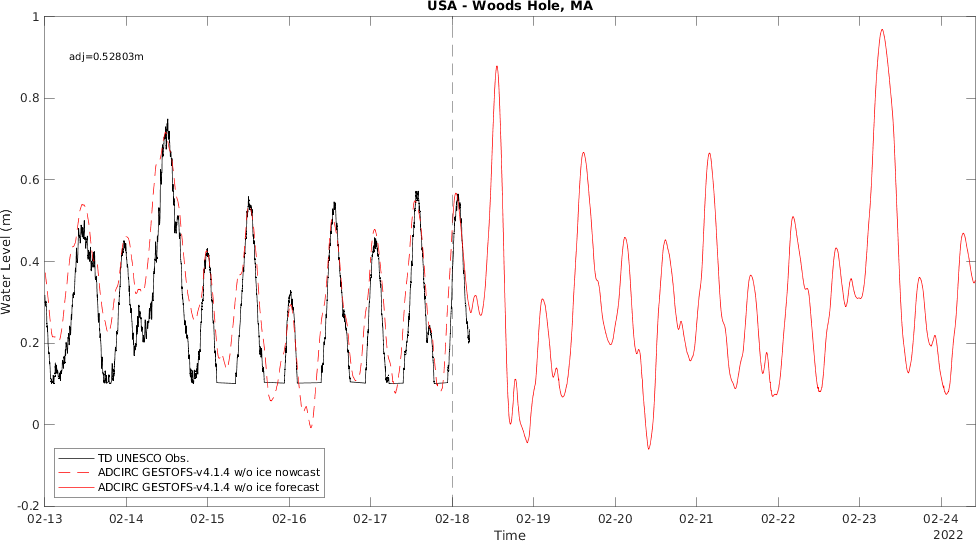 USA - Woods Hole, MA
1
0.8
0.6
0.4
0.2
0
-0.2
Water Level (m)
adj=0.52803m
TD UNESCO Obs.
ADCIRC GESTOFS-v4.1.4 w/o ice nowcast
ADCIRC GESTOFS-v4.1.4 w/o ice forecast
02-13 02-14 02-15 02-16 02-17 02-18 02-19 02-20 02-21 02-22 02-23 02-24
Time
2022